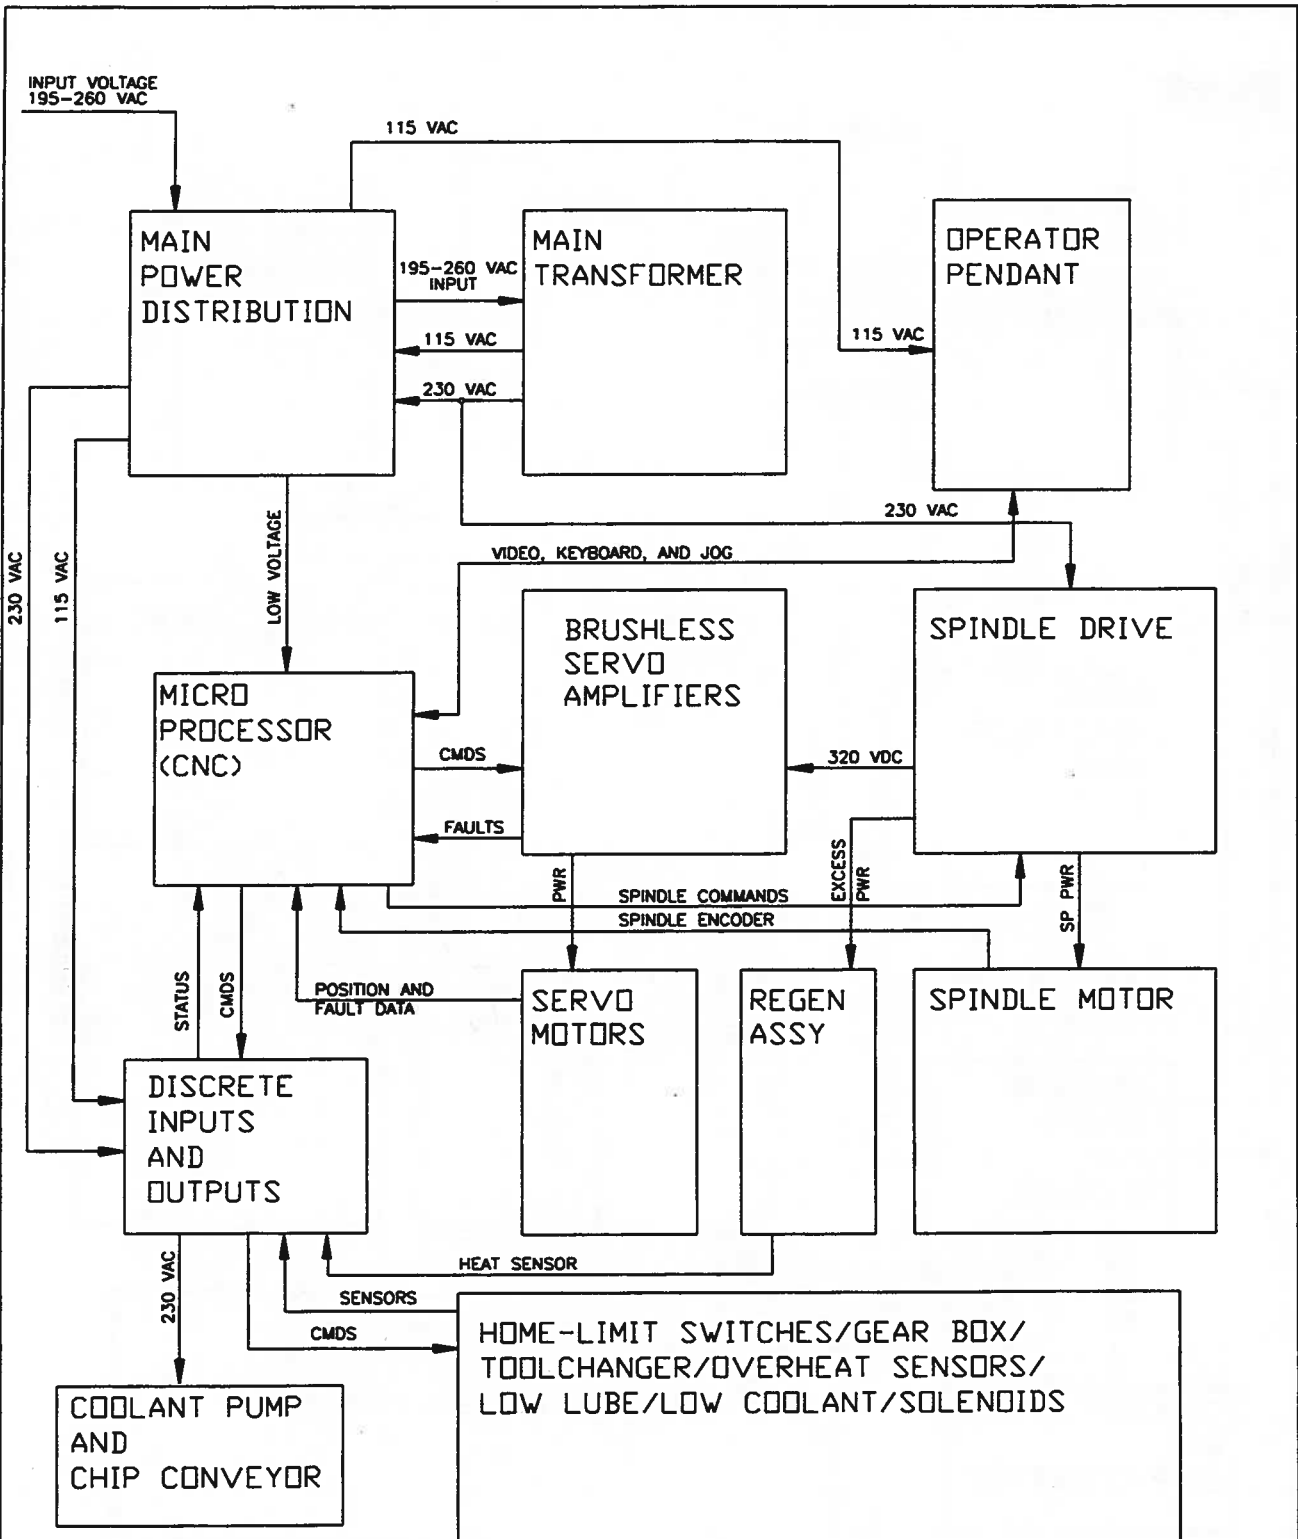 INPUT VOLTAGE
195-260 VAC
115 VAC
MAIN
POWER
DISTRIBUTION
195-260 VAC
INPUT
115 VAC
230 VAC
MAIN
TRANSFORMER
OPERATOR
PENDANT
115 VAC
230 VAC
115 VAC
LOW VOLTAGE
230 VAC
VIDEO, KEYBOARD, AND JOG
MICRO
PROCESSOR
(CNC)
CMDS
FAULTS
BRUSHLESS
SERVO
AMPLIFIERS
320 VDC
SPINDLE DRIVE
PWR
EXCESS
PWR
SP PWR
SPINDLE COMMANDS
SPINDLE ENCODER
STATUS
CMDS
POSITION AND
FAULT DATA
SERVO
MOTORS
REGEN
ASSY
SPINDLE MOTOR
DISCRETE
INPUTS
AND
OUTPUTS
230 VAC
HEAT SENSOR
SENSORS
CMDS
HOME-LIMIT SWITCHES/GEAR BOX/
TOOLCHANGER/OVERHEAT SENSORS/
LOW LUBE/LOW COOLANT/SOLENOIDS
COOLANT PUMP
AND
CHIP CONVEYOR